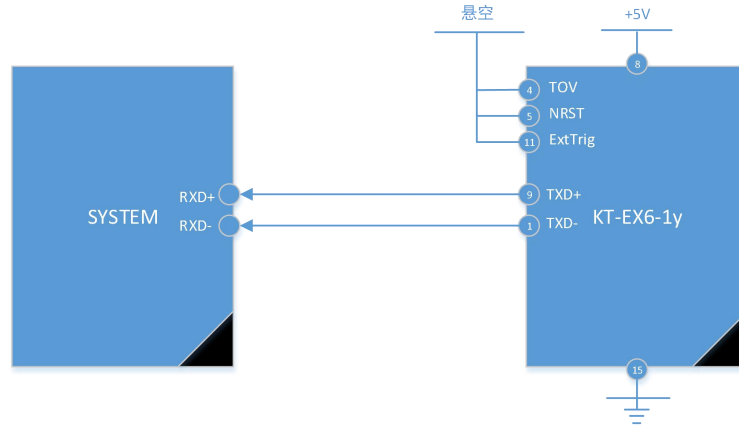 悬空
+5V
8
4 TOV
5 NRST
11 ExtTrig
RXD+
9 TXD+
SYSTEM
RXD-
1 TXD-
KT-EX6-1y
15